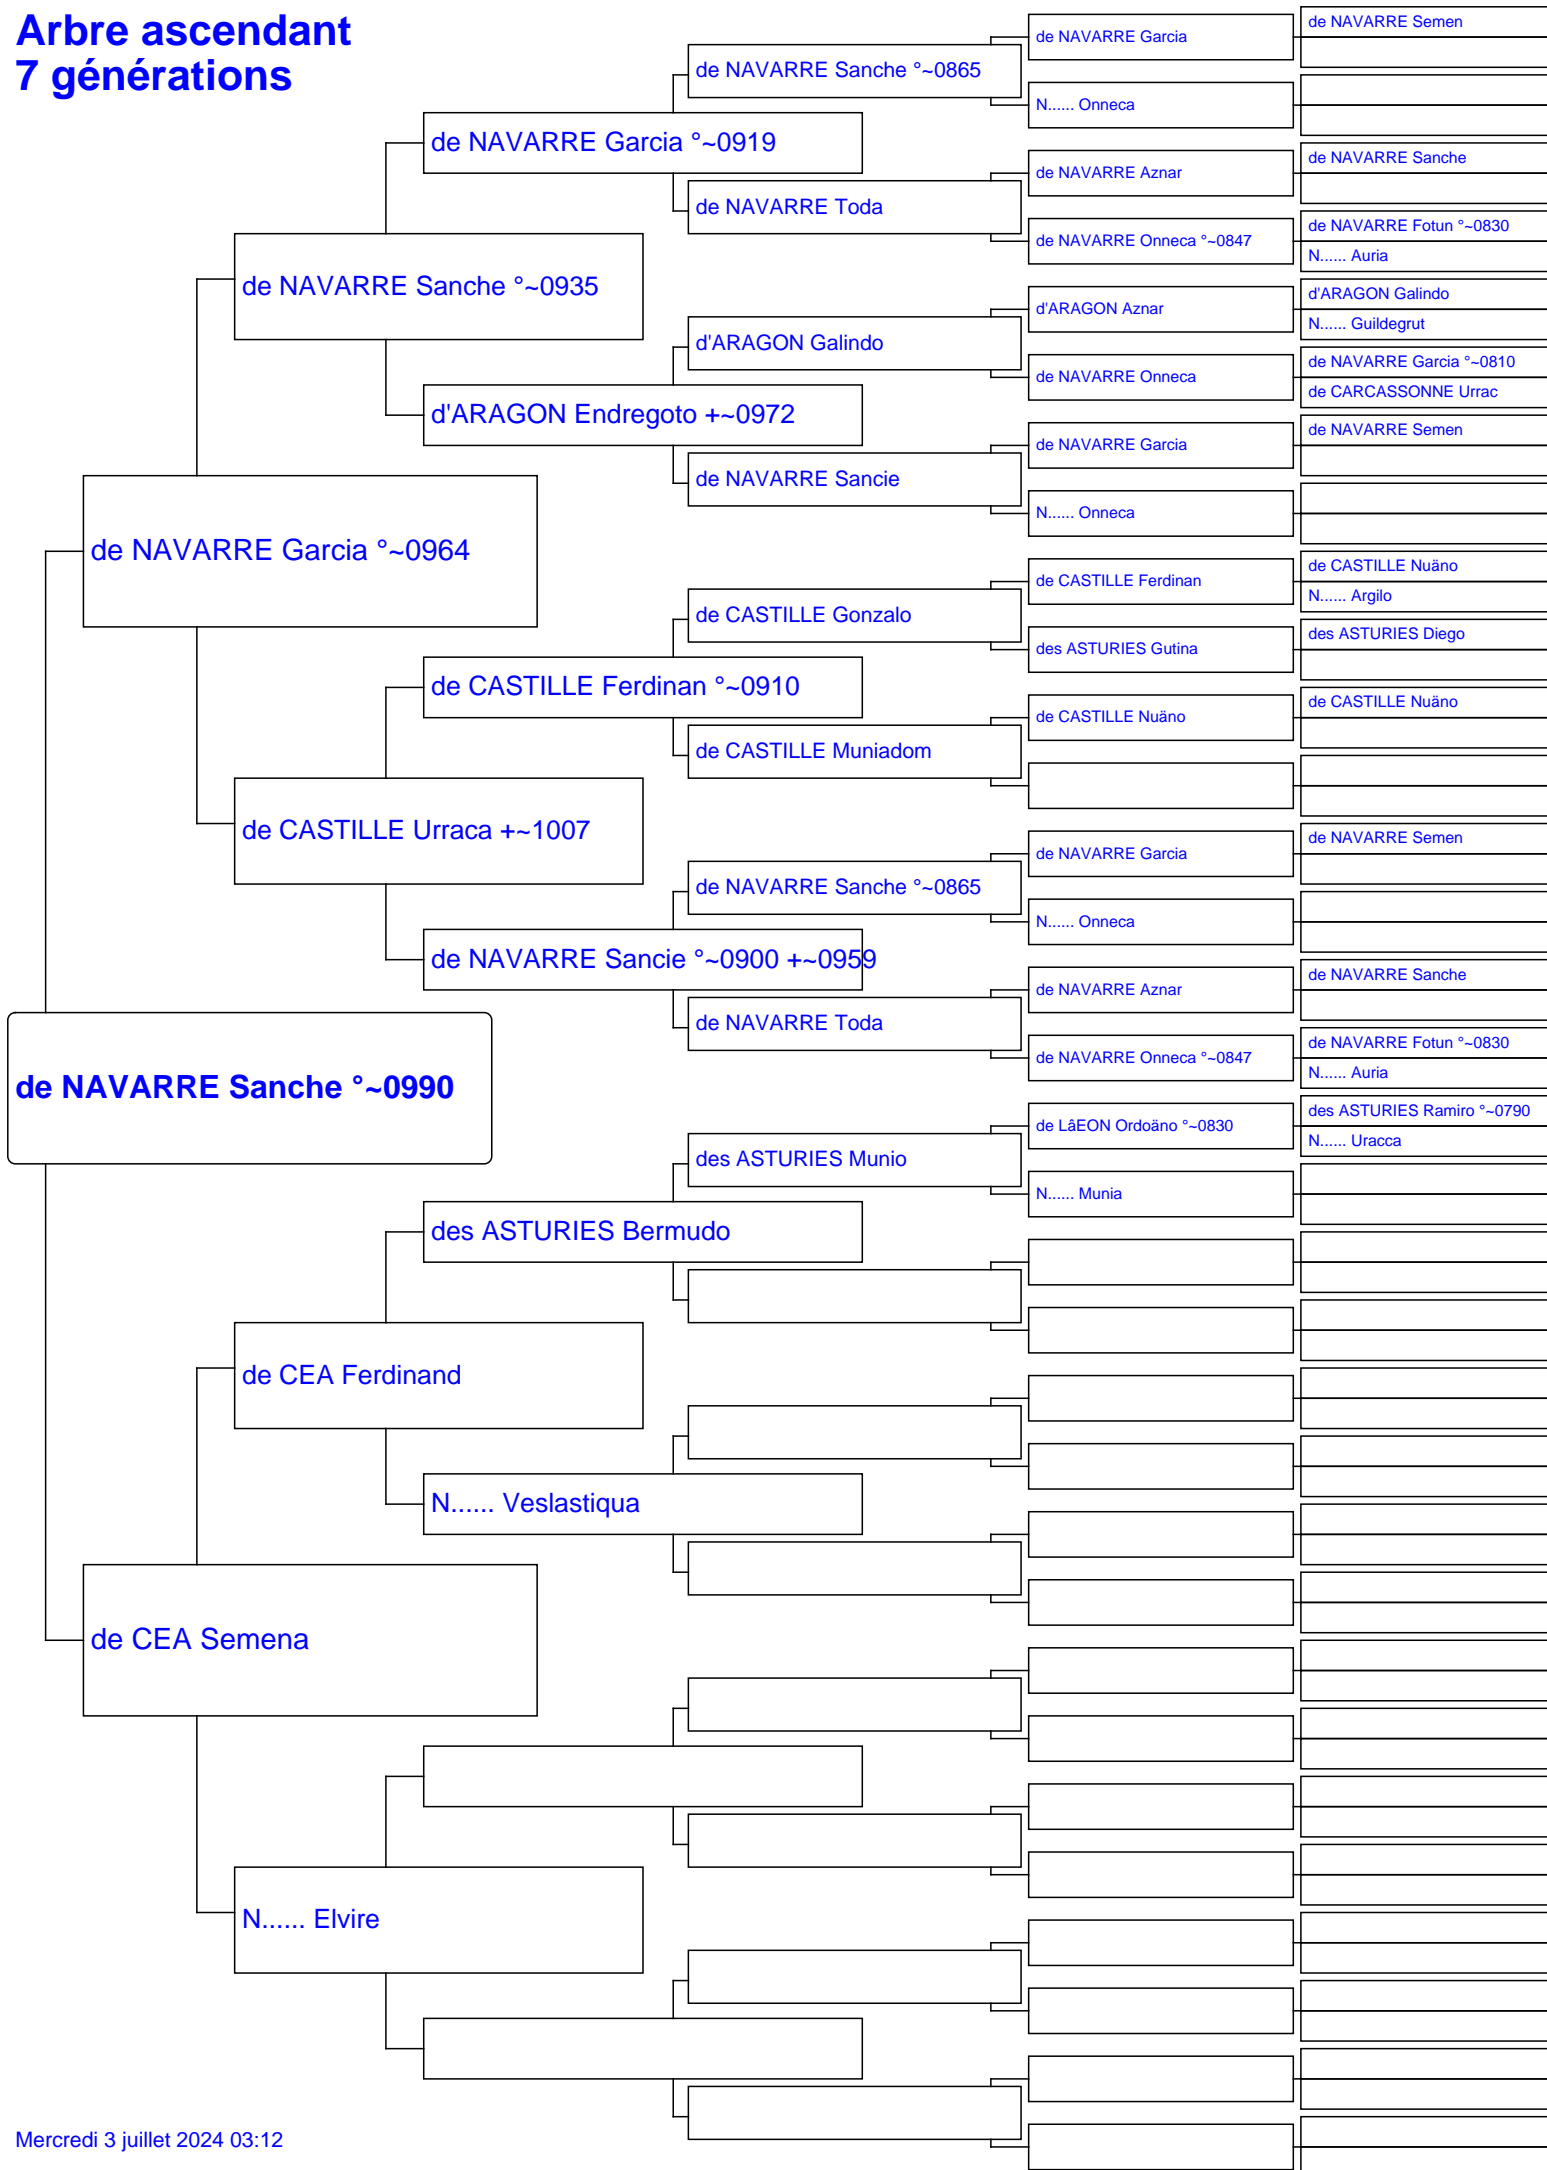 Arbre ascendant
7 générations
de NAVARRE Sanche °~0990
de NAVARRE Garcia °~0964
de CEA Semena
de NAVARRE Sanche °~0935
de CASTILLE Urraca +~1007
de CEA Ferdinand
N...... Elvire
de NAVARRE Garcia °~0919
d'ARAGON Endregoto +~0972
de CASTILLE Ferdinan °~0910
de NAVARRE Sancie °~0900 +~0959
des ASTURIES Bermudo
N...... Veslastiqua
de NAVARRE Sanche °~0865
de NAVARRE Toda
d'ARAGON Galindo
de NAVARRE Sancie
de CASTILLE Gonzalo
de CASTILLE Muniadom
de NAVARRE Sanche °~0865
de NAVARRE Toda
des ASTURIES Munio
de NAVARRE Garcia
N...... Onneca
de NAVARRE Aznar
de NAVARRE Onneca °~0847
d'ARAGON Aznar
de NAVARRE Onneca
de NAVARRE Garcia
N...... Onneca
de CASTILLE Ferdinan
des ASTURIES Gutina
de CASTILLE Nuäno
de NAVARRE Garcia
N...... Onneca
de NAVARRE Aznar
de NAVARRE Onneca °~0847
de LâEON Ordoäno °~0830
N...... Munia
de NAVARRE Semen
de NAVARRE Sanche
de NAVARRE Fotun °~0830
N...... Auria
d'ARAGON Galindo
N...... Guildegrut
de NAVARRE Garcia °~0810
de CARCASSONNE Urrac
de NAVARRE Semen
de CASTILLE Nuäno
N...... Argilo
des ASTURIES Diego
de CASTILLE Nuäno
de NAVARRE Semen
de NAVARRE Sanche
de NAVARRE Fotun °~0830
N...... Auria
des ASTURIES Ramiro °~0790
N...... Uracca
Mercredi 3 juillet 2024 03:12